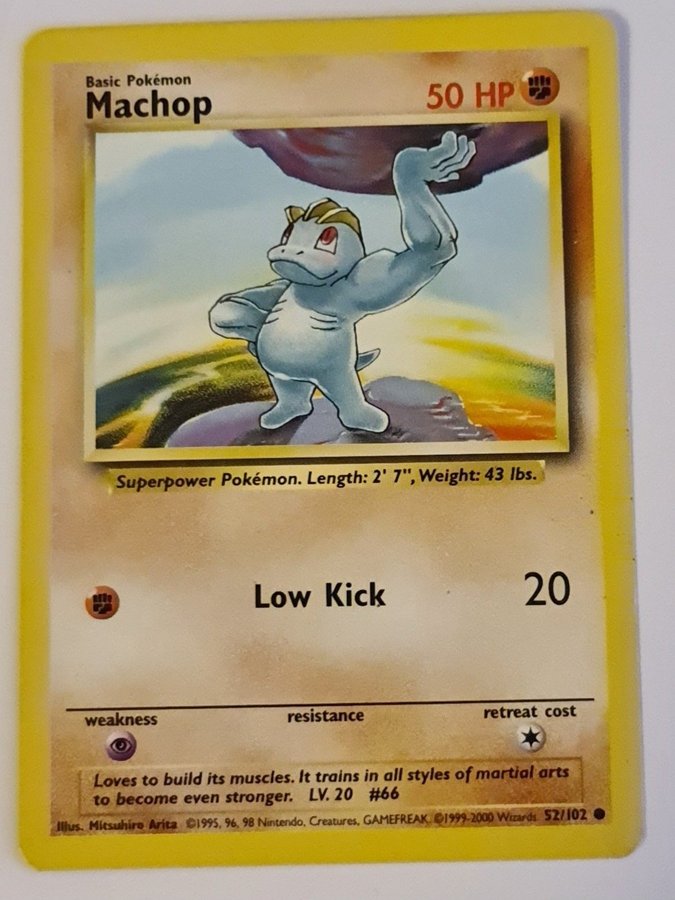 Basic Pokémon
Machop
50 HP
Superpower Pokémon. Length: 2' 7", Weight: 43 lbs.
Low Kick 20
weakness resistance retreat cost
Loves to build its muscles. It trains in all styles of martial arts
to become even stronger. LV. 20 #66
Illus. Mitsuhiro Arita ©1995, 96, 98 Nintendo, Creatures, GAMEFREAK. ©1999-2000 Wizards. 52/102